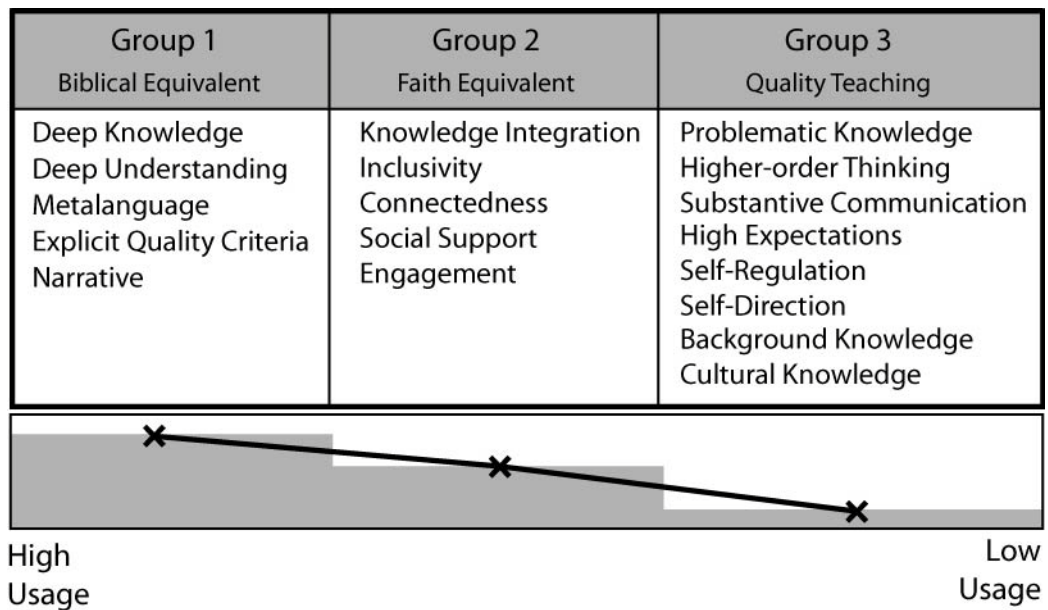 Group 1
Biblical Equivalent
Deep Knowledge
Deep Understanding
Metalanguage
Explicit Quality Criteria
Narrative
Group 2
Faith Equivalent
Knowledge Integration
Inclusivity
Connectedness
Social Support
Engagement
Group 3
Quality Teaching
Problematic Knowledge
Higher-order Thinking
Substantive Communication
High Expectations
Self-Regulation
Self-Direction
Background Knowledge
Cultural Knowledge
High
Usage
Low
Usage